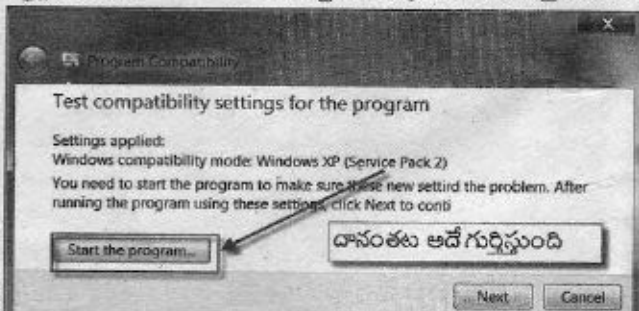 Program Compatibility
Test compatibility settings for the program
Settings applied:
Windows compatibility mode: Windows XP (Service Pack 2)
You need to start the program to make sure these new settird the problem. After
running the program using these settings, click Next to conti
Start the program...
దానంతట అదే గుర్తిస్తుంది
Next
Cancel